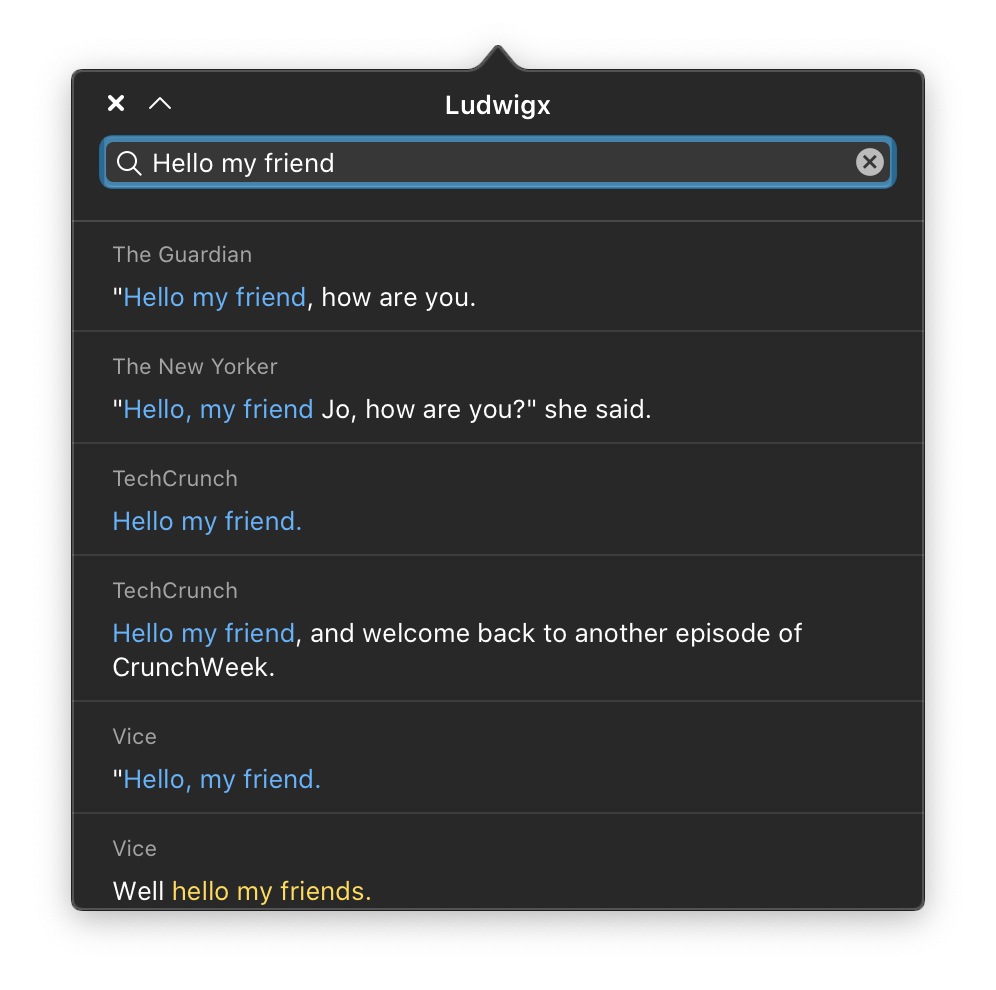 Ludwigx
Hello my friend
The Guardian
"Hello my friend, how are you.
The New Yorker
"Hello, my friend Jo, how are you?" she said.
TechCrunch
Hello my friend.
TechCrunch
Hello my friend, and welcome back to another episode of
CrunchWeek.
Vice
"Hello, my friend.
Vice
Well hello my friends.